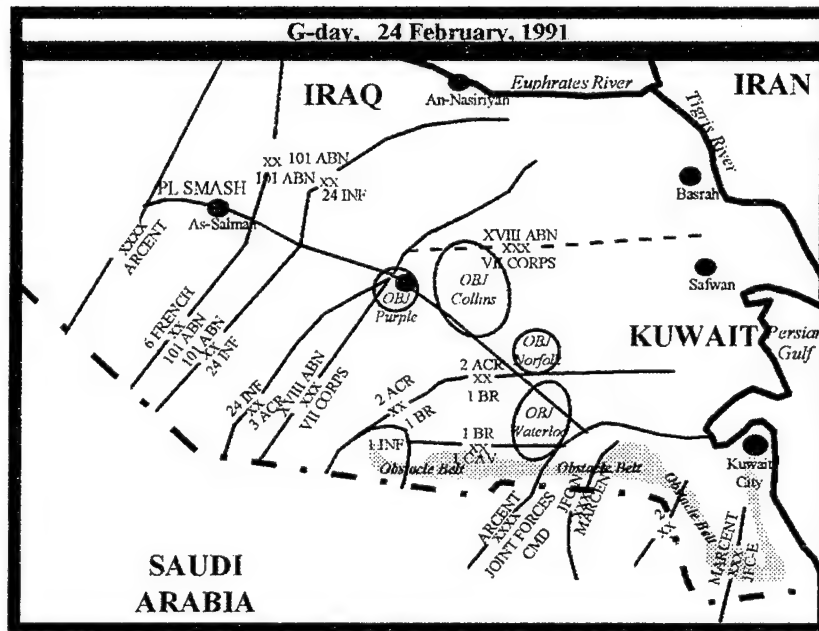 G-day, 24 February, 1991
IRAQ
An-Nasiriyah
Euphrates River
IRAN
Tigris River
Basrah
XX 101 ABN
101 ABN XX
24 INF
PL SMASH
As-Salman
XXXX
ARCENT
XVIII ABN
XXX
VII CORPS
Safwan
OBJ
Purple
OBJ
Collins
OBJ
Norfolk
KUWAIT
Persian
Gulf
6 FRENCH
XX
101 ABN
101 ABN
XX
24 INF
24 INF
XX
3 ACR
XVIII ABN
XXX
VII CORPS
2 ACR
XX
1 BR
2 ACR
XX
1 BR
OBJ
Waterloo
1 INF
1 BR
XX
1 CAV
Obstacle Belt
Obstacle Belt
Obstacle Belt
Kuwait
City
ARCENT
XXXX
JOINT FORCES
CMD
JFC-N
XXX
MARCENT
2
XX
MARCENT
XXX
JFC-E
SAUDI
ARABIA